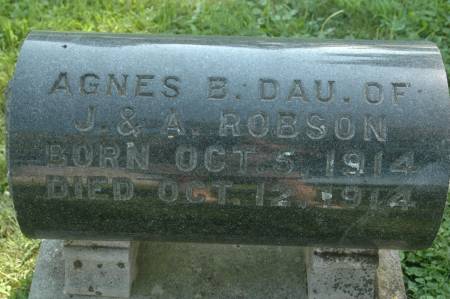 AGNES B. DAU. OF
J. & A. ROBSON
BORN OCT. 5, 1914
DIED OCT. 12, 1914